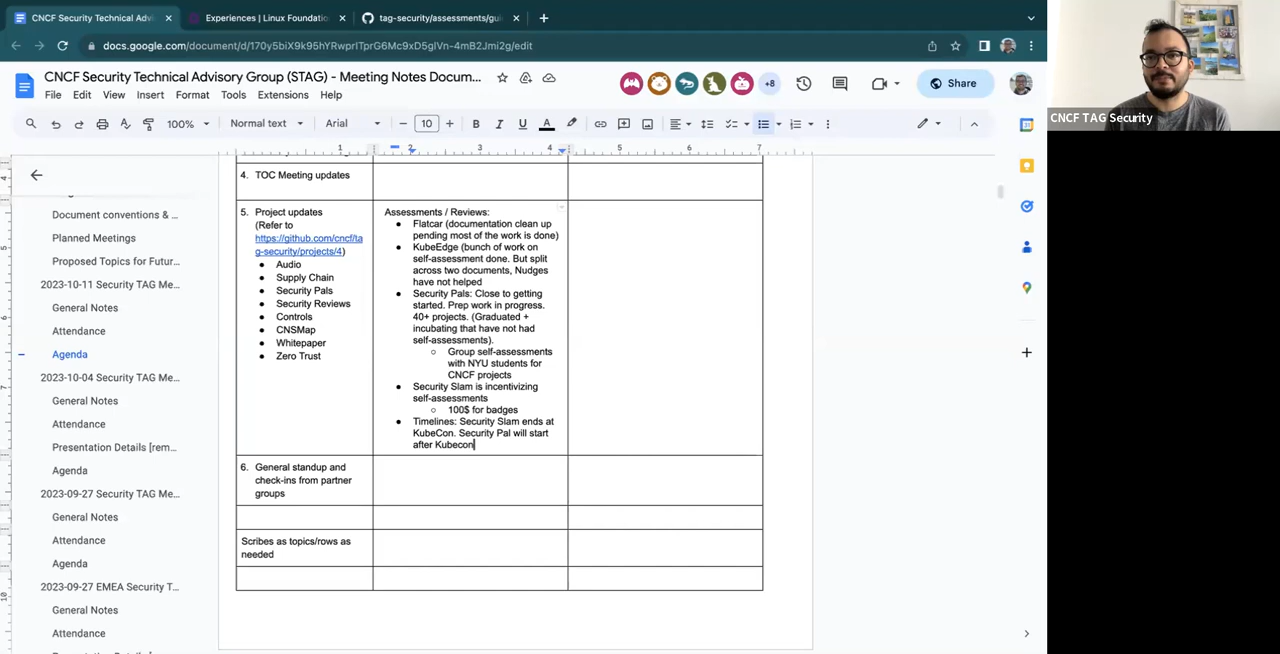 CNCF Security Technical Advi
Experiences | Linux Foundatio
tag-security/assessments/gui
docs.google.com/document/d/170y5biX9k95hYRwprITprG6Mc9xD5gIVn-4mB2Jmi2g/edit
CNCF Security Technical Advisory Group (STAG) - Meeting Notes Docum...
File Edit View Insert Format Tools Extensions Help
+8
Share
100% Normal text Arial 10 B I U A
1 2 3 4 5 6 7
Document conventions & ...
Planned Meetings
Proposed Topics for Futur...
2023-10-11 Security TAG Me...
General Notes
Attendance
Agenda
2023-10-04 Security TAG Me...
General Notes
Attendance
Presentation Details [rem...
Agenda
2023-09-27 Security TAG Me...
General Notes
Attendance
Agenda
2023-09-27 EMEA Security T...
General Notes
Attendance
4. TOC Meeting updates
5. Project updates
(Refer to
https://github.com/cncf/ta
g-security/projects/4)
● Audio
● Supply Chain
● Security Pals
● Security Reviews
● Controls
● CNSMap
● Whitepaper
● Zero Trust
Assessments / Reviews:
● Flatcar (documentation clean up
pending most of the work is done)
● KubeEdge (bunch of work on
self-assessment done. But split
across two documents, Nudges
have not helped
● Security Pals: Close to getting
started. Prep work in progress.
40+ projects. (Graduated +
incubating that have not had
self-assessments).
○ Group self-assessments
with NYU students for
CNCF projects
● Security Slam is incentivizing
self-assessments
○ 100$ for badges
● Timelines: Security Slam ends at
KubeCon. Security Pal will start
after Kubecon
6. General standup and
check-ins from partner
groups
Scribes as topics/rows as
needed
CNCF TAG Security